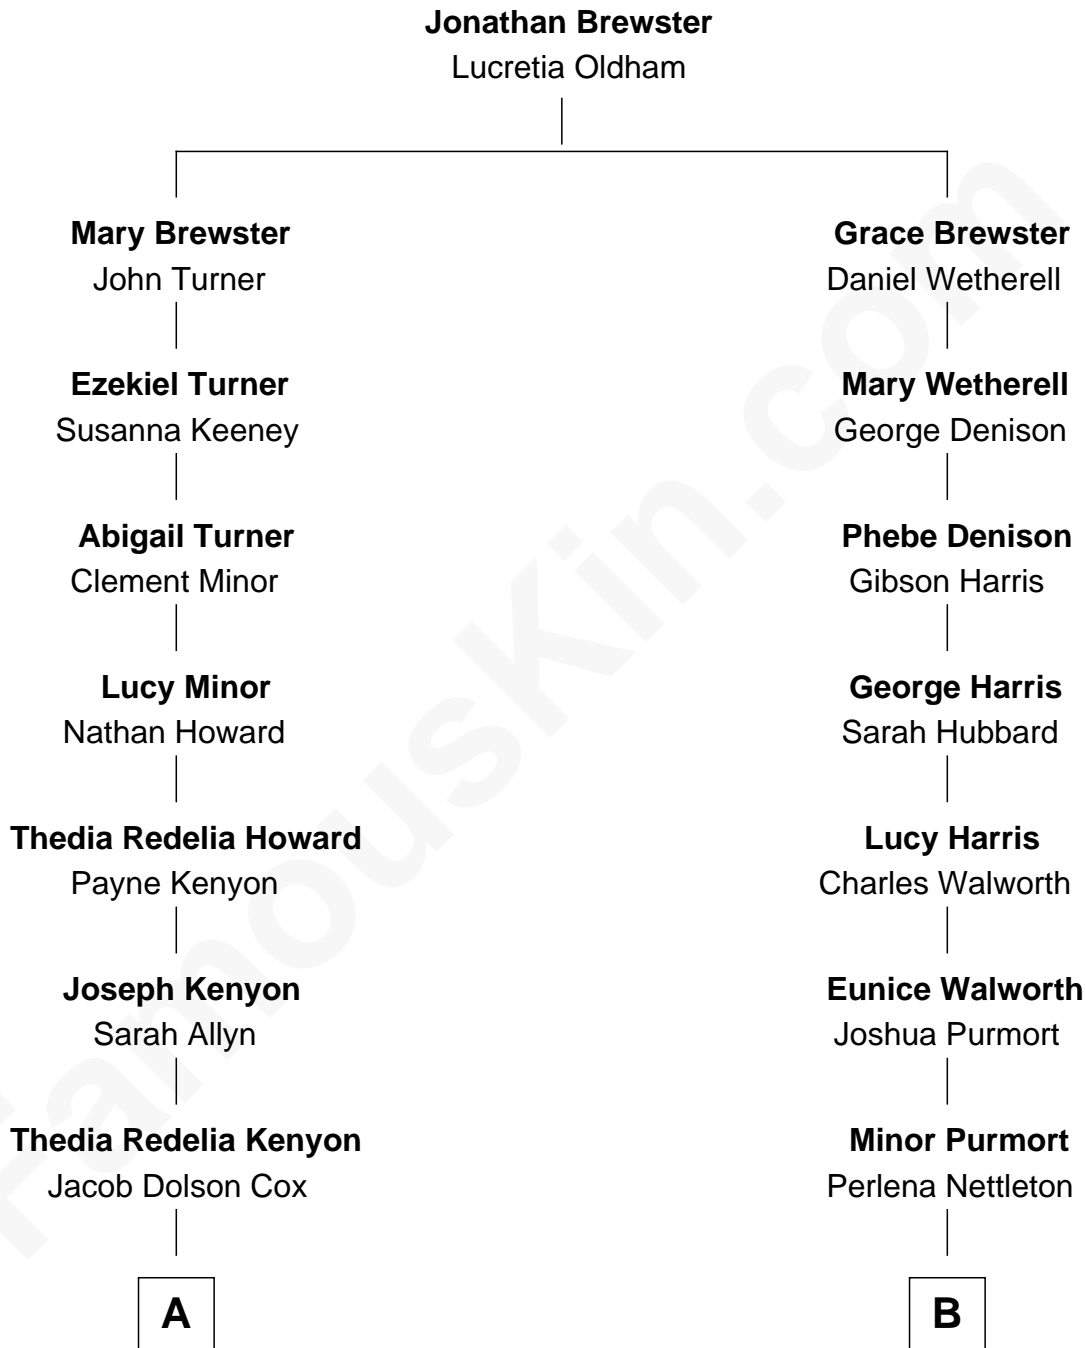 Jonathan Brewster
Lucretia Oldham
Mary Brewster
John Turner
Grace Brewster
Daniel Wetherell
Ezekiel Turner
Susanna Keeney
Mary Wetherell
George Denison
Abigail Turner
Clement Minor
Phebe Denison
Gibson Harris
Lucy Minor
Nathan Howard
George Harris
Sarah Hubbard
Thedia Redelia Howard
Payne Kenyon
Lucy Harris
Charles Walworth
Joseph Kenyon
Sarah Allyn
Eunice Walworth
Joshua Purmort
Thedia Redelia Kenyon
Jacob Dolson Cox
Minor Purmort
Perlena Nettleton
A
B
FamousKin.com